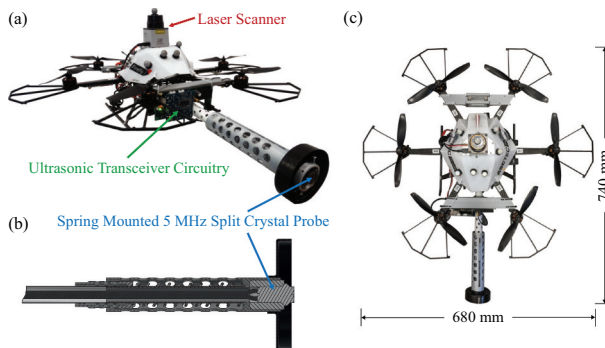 (a)
Laser Scanner
Ultrasonic Transceiver Circuitry
Spring Mounted 5 MHz Split Crystal Probe
(b)
(c)
740 mm
680 mm